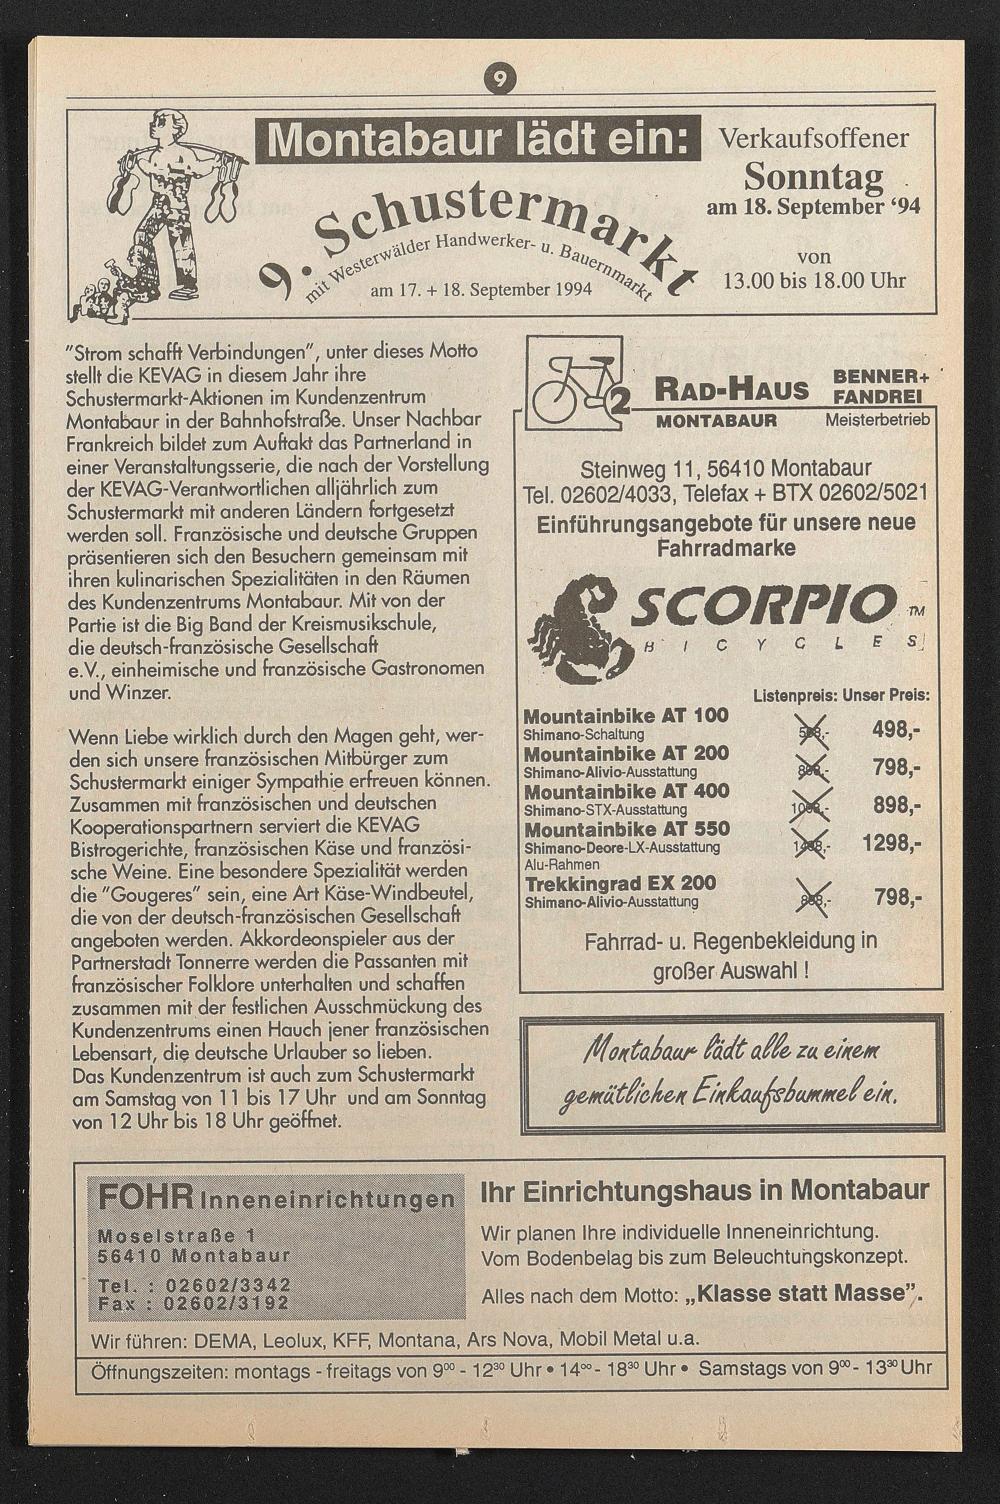 9
Montabaur lädt ein:
9. Schustermarkt
mit Westerwälder Handwerker- u. Bauernmarkt
am 17. + 18. September 1994
Verkaufsoffener
Sonntag
am 18. September ‘94
von
13.00 bis 18.00 Uhr
"Strom schafft Verbindungen", unter dieses Motto
stellt die KEVAG in diesem Jahr ihre
Schustermarkt-Aktionen im Kundenzentrum
Montabaur in der Bahnhofstraße. Unser Nachbar
Frankreich bildet zum Auftakt das Partnerland in
einer Veranstaltungsserie, die nach der Vorstellung
der KEVAG-Verantwortlichen alljährlich zum
Schustermarkt mit anderen Ländern fortgesetzt
werden soll. Französische und deutsche Gruppen
präsentieren sich den Besuchern gemeinsam mit
ihren kulinarischen Spezialitäten in den Räumen
des Kundenzentrums Montabaur. Mit von der
Partie ist die Big Band der Kreismusikschule,
die deutsch-französische Gesellschaft
e.V., einheimische und französische Gastronomen
und Winzer.
Wenn Liebe wirklich durch den Magen geht, wer-
den sich unsere französischen Mitbürger zum
Schustermarkt einiger Sympathie erfreuen können.
Zusammen mit französischen und deutschen
Kooperationspartnern serviert die KEVAG
Bistrogerichte, französischen Käse und französi-
sche Weine. Eine besondere Spezialität werden
die "Gougeres" sein, eine Art Käse-Windbeutel,
die von der deutsch-französischen Gesellschaft
angeboten werden. Akkordeonspieler aus der
Partnerstadt Tonnerre werden die Passanten mit
französischer Folklore unterhalten und schaffen
zusammen mit der festlichen Ausschmückung des
Kundenzentrums einen Hauch jener französischen
Lebensart, die deutsche Urlauber so lieben.
Das Kundenzentrum ist auch zum Schustermarkt
am Samstag von 11 bis 17 Uhr und am Sonntag
von 12 Uhr bis 18 Uhr geöffnet.
2 RAD-HAUS
MONTABAUR
BENNER+
FANDREI
Meisterbetrieb
Steinweg 11, 56410 Montabaur
Tel. 02602/4033, Telefax + BTX 02602/5021
Einführungsangebote für unsere neue
Fahrradmarke
SCORPIO TM
BICYCLES
Listenpreis: Unser Preis:
Mountainbike AT 100
Shimano-Schaltung 498,-
Mountainbike AT 200
Shimano-Alivio-Ausstattung 798,-
Mountainbike AT 400
Shimano-STX-Ausstattung 898,-
Mountainbike AT 550
Shimano-Deore-LX-Ausstattung 1298,-
Alu-Rahmen
Trekkingrad EX 200
Shimano-Alivio-Ausstattung 798,-
Fahrrad- u. Regenbekleidung in
großer Auswahl !
Montabaur lädt alle zu einem
gemütlichen Einkaufsbummel ein.
FOHR Inneneinrichtungen
Moselstraße 1
56410 Montabaur
Tel. : 02602/3342
Fax : 02602/3192
Ihr Einrichtungshaus in Montabaur
Wir planen Ihre individuelle Inneneinrichtung.
Vom Bodenbelag bis zum Beleuchtungskonzept.
Alles nach dem Motto: „Klasse statt Masse”.
Wir führen: DEMA, Leolux, KFF, Montana, Ars Nova, Mobil Metal u.a.
Öffnungszeiten: montags - freitags von 9⁰⁰ - 12³⁰ Uhr • 14⁰⁰ - 18³⁰ Uhr • Samstags von 9⁰⁰ - 13³⁰ Uhr